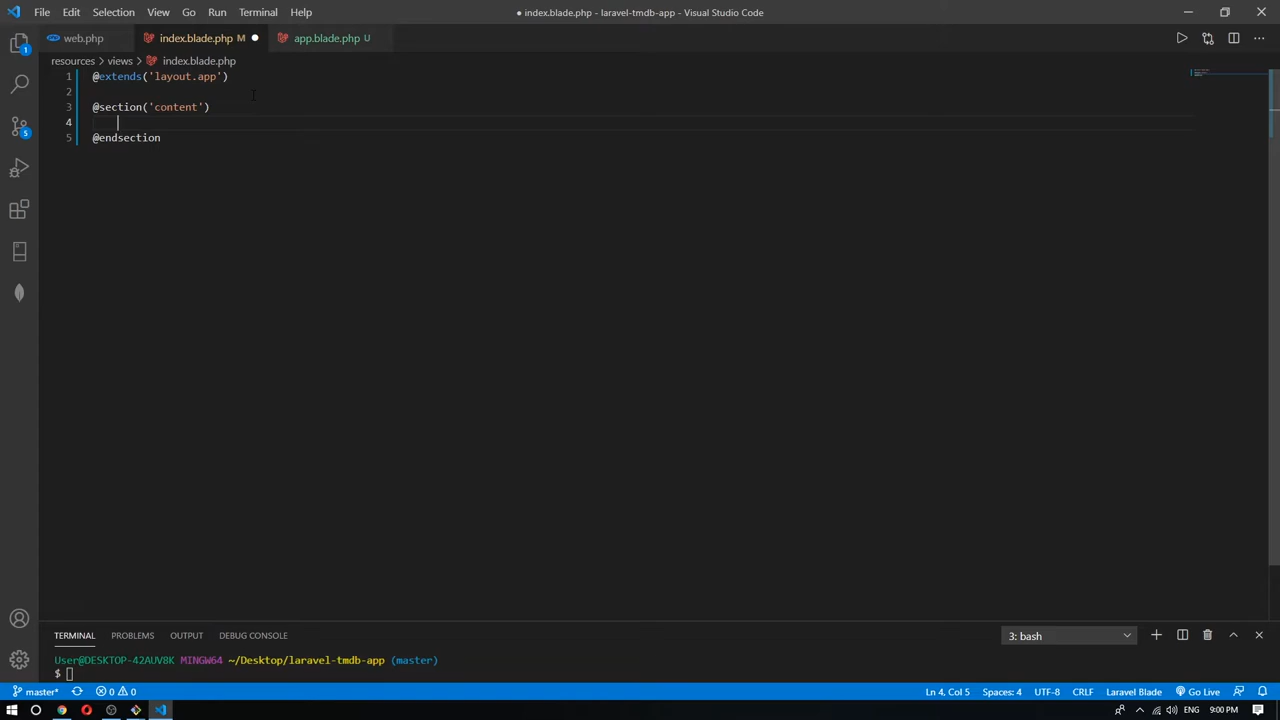 File Edit Selection View Go Run Terminal Help
● index.blade.php - laravel-tmdb-app - Visual Studio Code
web.php index.blade.php M app.blade.php U
resources > views > index.blade.php
1 @extends('layout.app')
2
3 @section('content')
4
5 @endsection
1
5
TERMINAL PROBLEMS OUTPUT DEBUG CONSOLE
3: bash
User@DESKTOP-42AUV8K MINGW64 ~/Desktop/laravel-tmdb-app (master)
$
master* 0 0
Ln 4, Col 5 Spaces: 4 UTF-8 CRLF Laravel Blade Go Live
ENG 9:00 PM